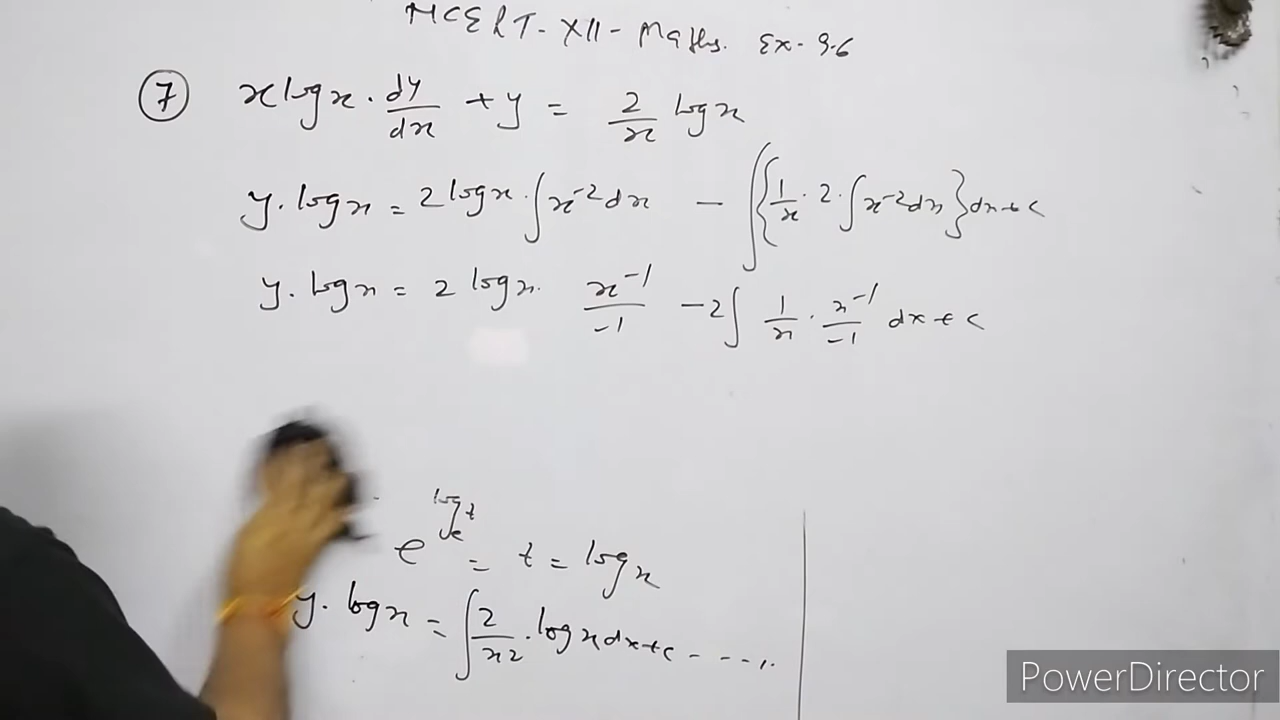 NCERT- XII - Maths. Ex- 9.6
(7) x log x . dy/dx + y = 2/x log x
y. log x = 2 log x . ∫ x^-2 dx - ∫ { 1/x . 2 . ∫ x^-2 dx } dx + c
y. log x = 2 log x . x^-1/-1 - 2 ∫ 1/x . x^-1/-1 dx + c
e^(log_e t) = t = log x
y. log x = ∫ 2/x^2 . log x dx + c - - - - 1.
PowerDirector